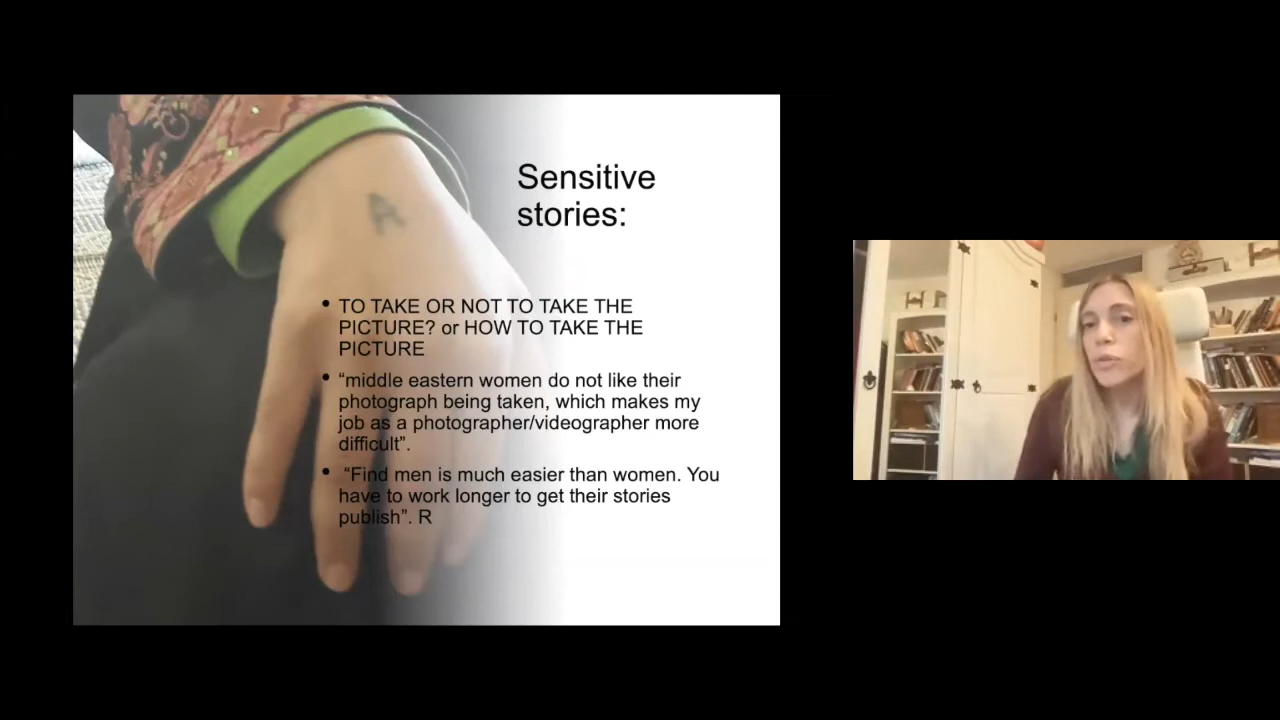 A
Sensitive
stories:
• TO TAKE OR NOT TO TAKE THE
PICTURE? or HOW TO TAKE THE
PICTURE
• “middle eastern women do not like their
photograph being taken, which makes my
job as a photographer/videographer more
difficult”.
• “Find men is much easier than women. You
have to work longer to get their stories
publish”. R